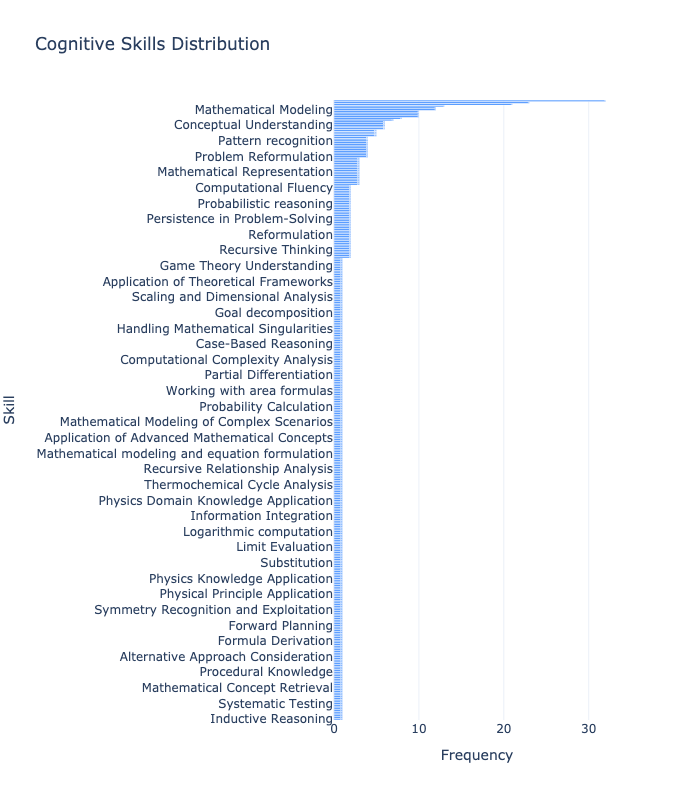 Cognitive Skills Distribution
Mathematical Modeling
Conceptual Understanding
Pattern recognition
Problem Reformulation
Mathematical Representation
Computational Fluency
Probabilistic reasoning
Persistence in Problem-Solving
Reformulation
Recursive Thinking
Game Theory Understanding
Application of Theoretical Frameworks
Scaling and Dimensional Analysis
Goal decomposition
Handling Mathematical Singularities
Case-Based Reasoning
Computational Complexity Analysis
Partial Differentiation
Working with area formulas
Probability Calculation
Mathematical Modeling of Complex Scenarios
Application of Advanced Mathematical Concepts
Mathematical modeling and equation formulation
Recursive Relationship Analysis
Thermochemical Cycle Analysis
Physics Domain Knowledge Application
Information Integration
Logarithmic computation
Limit Evaluation
Substitution
Physics Knowledge Application
Physical Principle Application
Symmetry Recognition and Exploitation
Forward Planning
Formula Derivation
Alternative Approach Consideration
Procedural Knowledge
Mathematical Concept Retrieval
Systematic Testing
Inductive Reasoning
Skill
0 10 20 30
Frequency